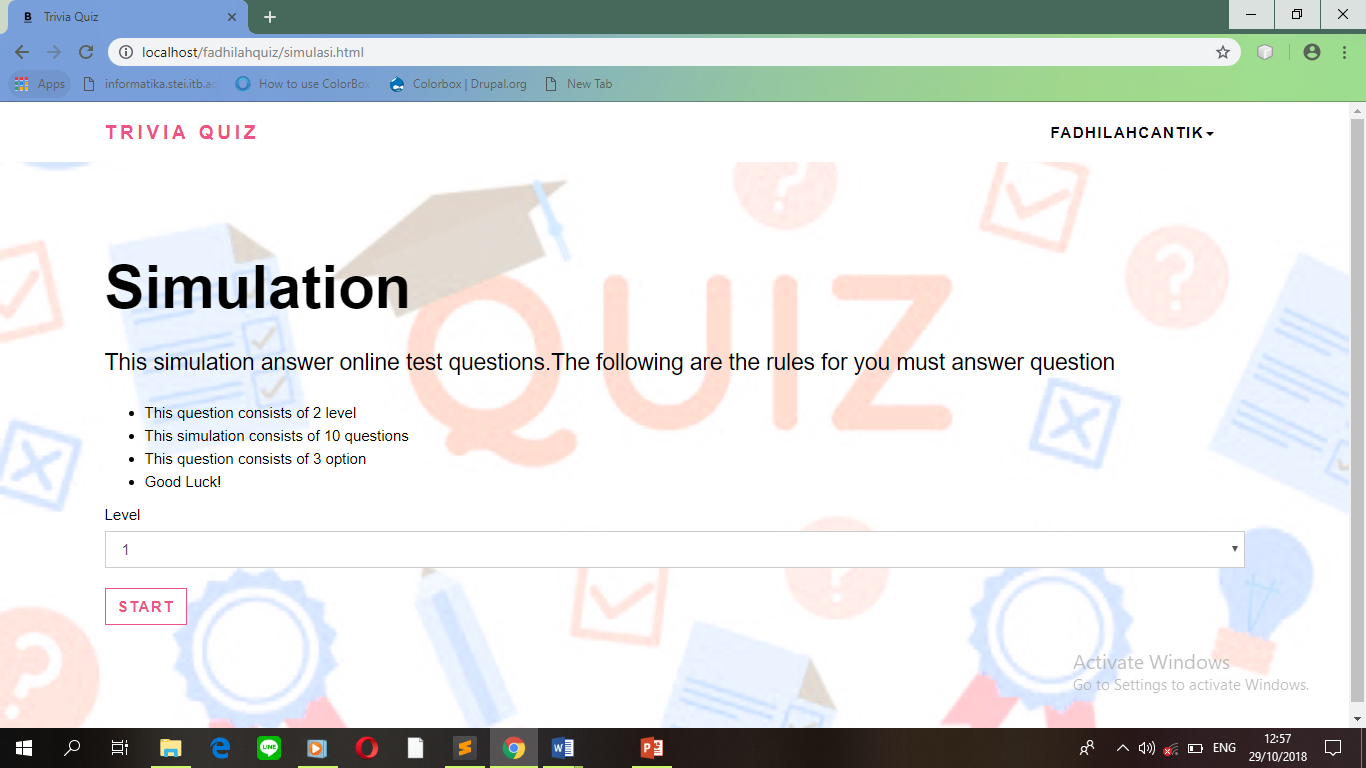 Trivia Quiz
localhost/fadhilahquiz/simulasi.html
Apps informatika.stei.itb.ac How to use ColorBox Colorbox | Drupal.org New Tab
TRIVIA QUIZ FADHILAHCANTIK
QUIZ
Simulation
This simulation answer online test questions.The following are the rules for you must answer question
This question consists of 2 level
This simulation consists of 10 questions
This question consists of 3 option
Good Luck!
Level
1
START
Activate Windows
Go to Settings to activate Windows.
ENG 12:57
29/10/2018